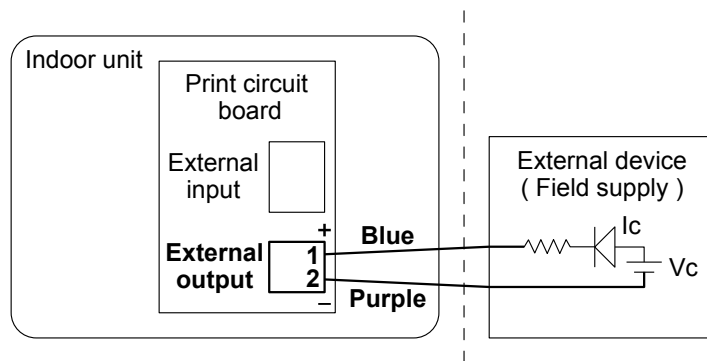 Indoor unit
Print circuit
board
External
input
+
External
output
1
2
–
Blue
Purple
External device
( Field supply )
Ic
Vc